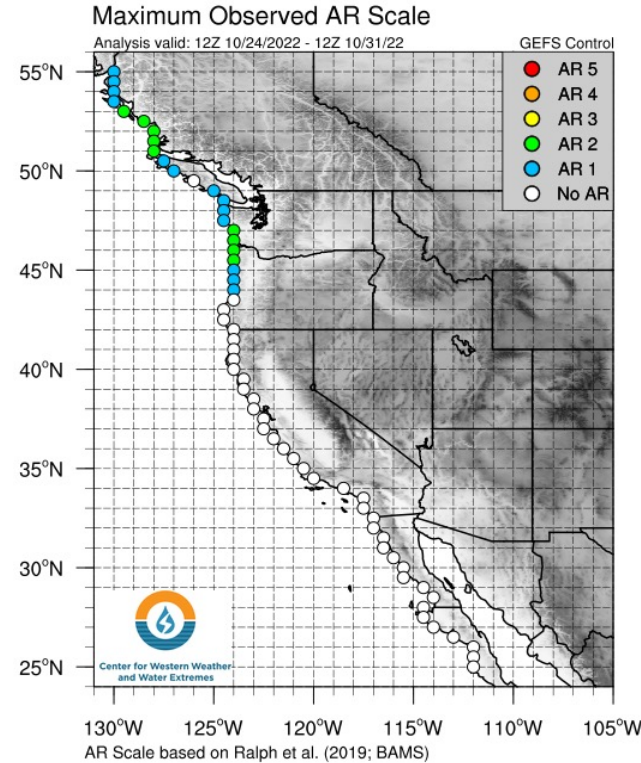 Maximum Observed AR Scale
Analysis valid: 12Z 10/24/2022 - 12Z 10/31/22 GEFS Control
AR 5
AR 4
AR 3
AR 2
AR 1
No AR
55°N
50°N
45°N
40°N
35°N
30°N
25°N
Center for Western Weather
and Water Extremes
130°W 125°W 120°W 115°W 110°W 105°W
AR Scale based on Ralph et al. (2019; BAMS)